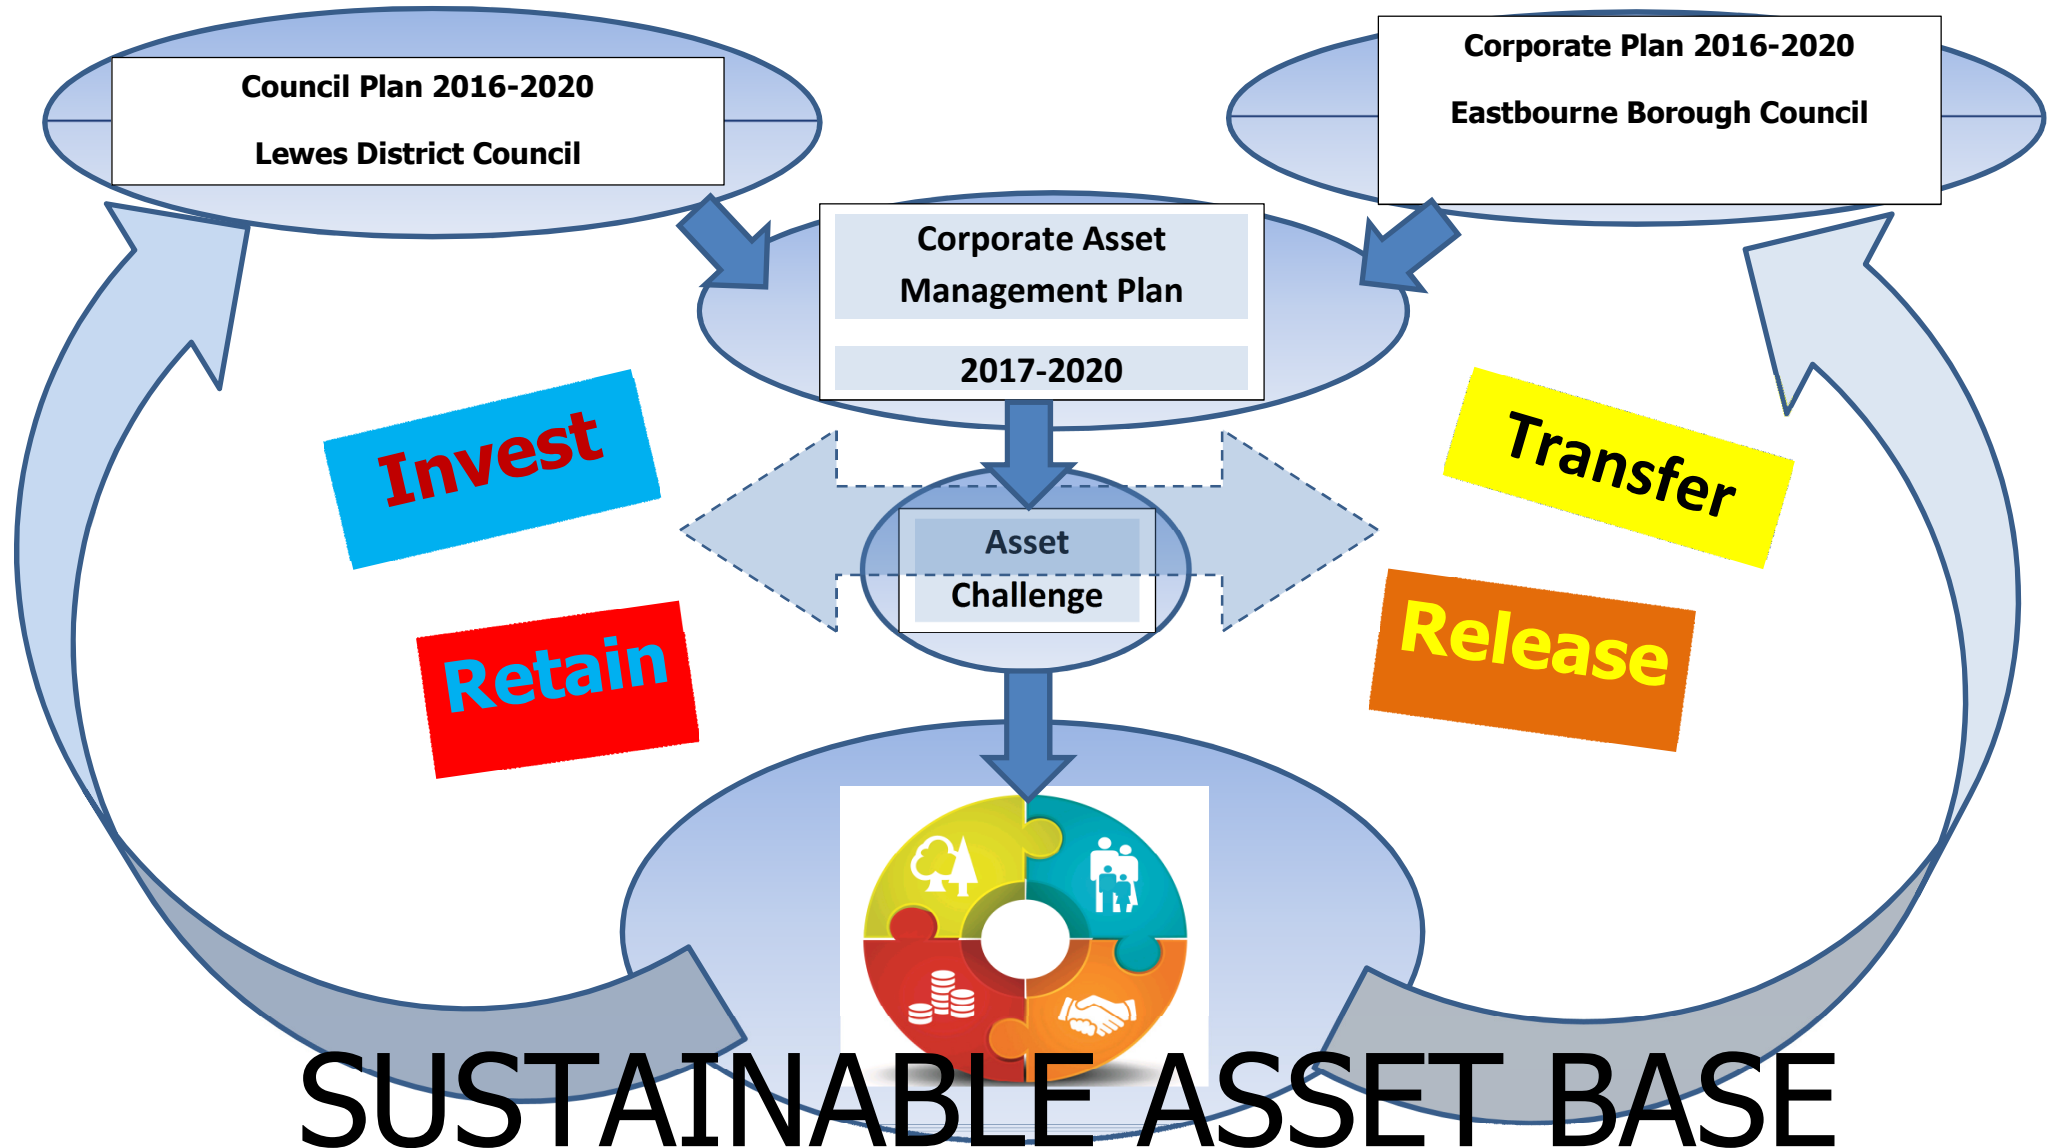 Council Plan 2016-2020
Lewes District Council
Corporate Plan 2016-2020
Eastbourne Borough Council
Corporate Asset
Management Plan
2017-2020
Invest
Transfer
Asset
Challenge
Retain
Release
SUSTAINABLE ASSET BASE